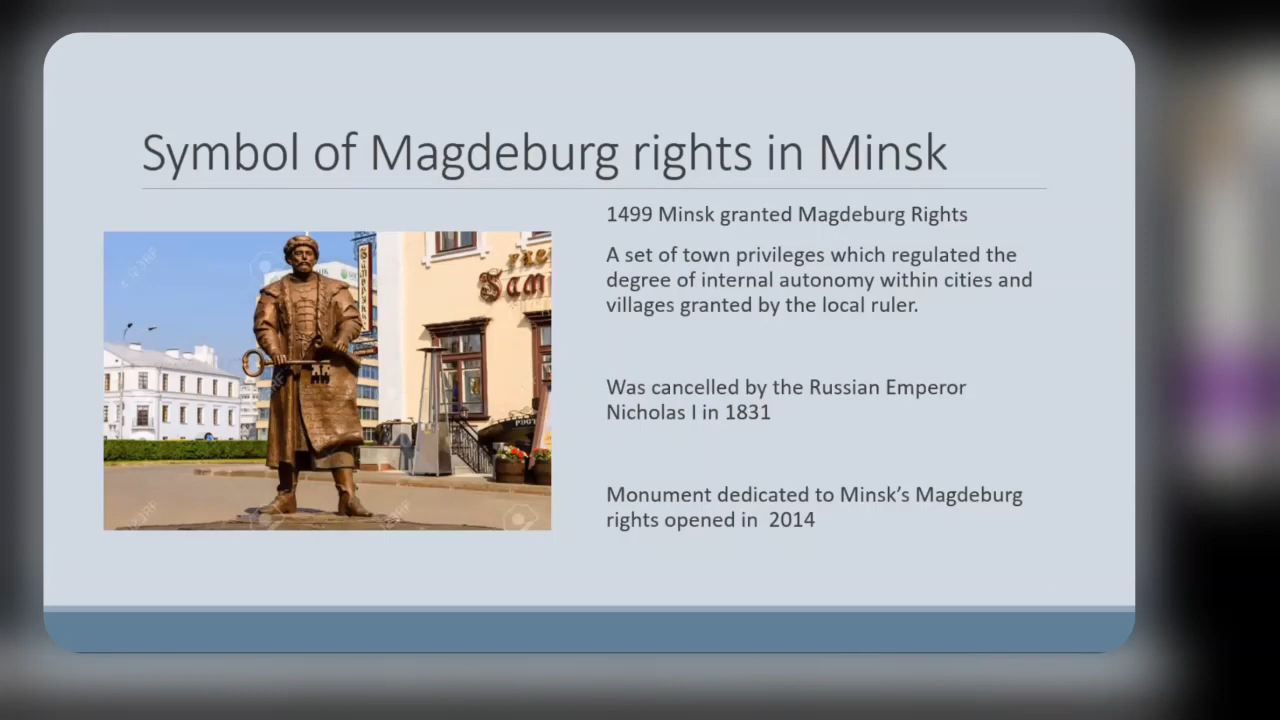 Symbol of Magdeburg rights in Minsk
1499 Minsk granted Magdeburg Rights
A set of town privileges which regulated the
degree of internal autonomy within cities and
villages granted by the local ruler.
Was cancelled by the Russian Emperor
Nicholas I in 1831
Monument dedicated to Minsk’s Magdeburg
rights opened in  2014